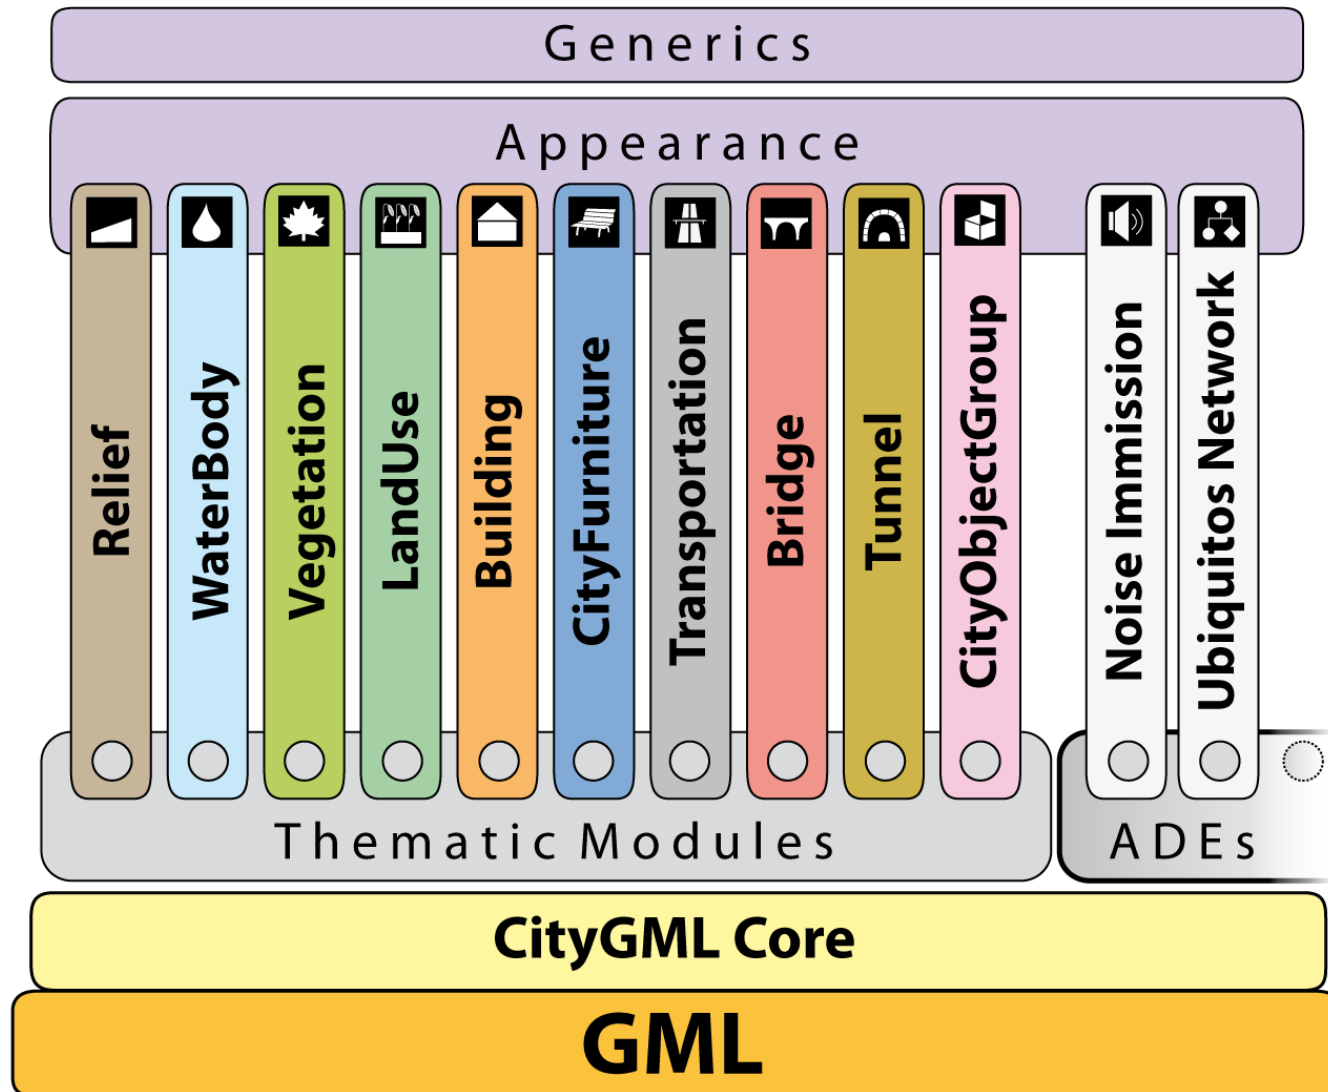 Generics
Appearance
Relief
WaterBody
Vegetation
LandUse
Building
CityFurniture
Transportation
Bridge
Tunnel
CityObjectGroup
Noise Immission
Ubiquitos Network
Thematic Modules
ADEs
CityGML Core
GML